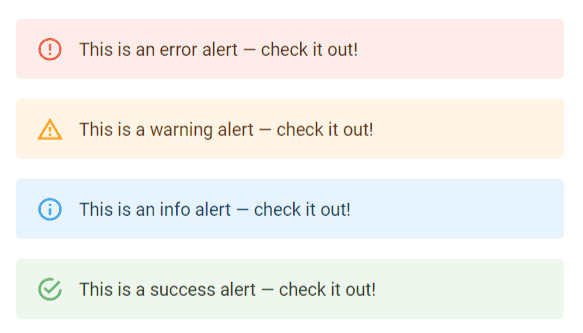 This is an error alert — check it out!
This is a warning alert — check it out!
This is an info alert — check it out!
This is a success alert — check it out!